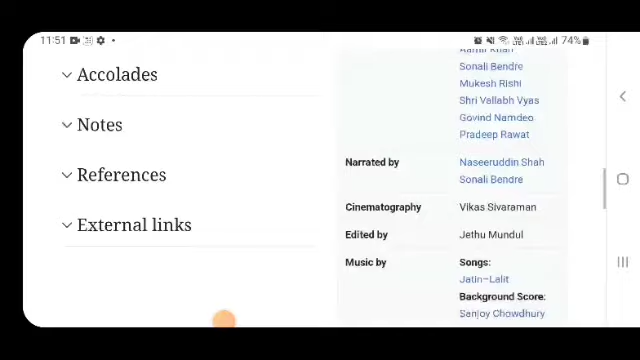 11:51
74%
Accolades
Notes
References
External links
Aamir Khan
Sonali Bendre
Mukesh Rishi
Shri Vallabh Vyas
Govind Namdeo
Pradeep Rawat
Narrated by Naseeruddin Shah
Sonali Bendre
Cinematography Vikas Sivaraman
Edited by Jethu Mundul
Music by Songs:
Jatin–Lalit
Background Score:
Sanjoy Chowdhury